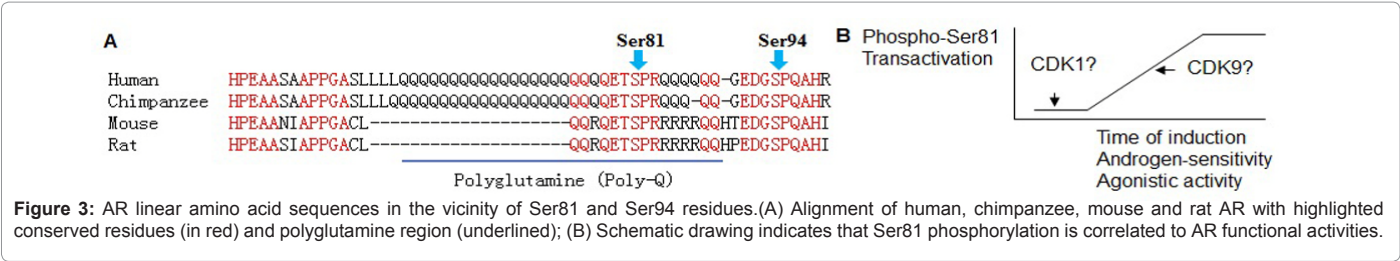 A
Ser81 Ser94
Human HPEAASAAPPGASLLLLQQQQQQQQQQQQQQQQQQQQQETSPRQQQQQQ-GEDGSPQAHR
Chimpanzee HPEAASAAPPGASLLLQQQQQQQQQQQQQQQQQQQQQQETSPRQQQ-QQ-GEDGSPQAHR
Mouse HPEAANIAPPGACL--------------------QQRQETSPRRRRRQQHTEDGSPQAHI
Rat HPEAASIAPPGACL--------------------QQRQETSPRRRRRQQHPEDGSPQAHI
Polyglutamine (Poly-Q)
B
Phospho-Ser81
Transactivation
CDK1?
CDK9?
Time of induction
Androgen-sensitivity
Agonistic activity
Figure 3: AR linear amino acid sequences in the vicinity of Ser81 and Ser94 residues.(A) Alignment of human, chimpanzee, mouse and rat AR with highlighted
conserved residues (in red) and polyglutamine region (underlined); (B) Schematic drawing indicates that Ser81 phosphorylation is correlated to AR functional activities.